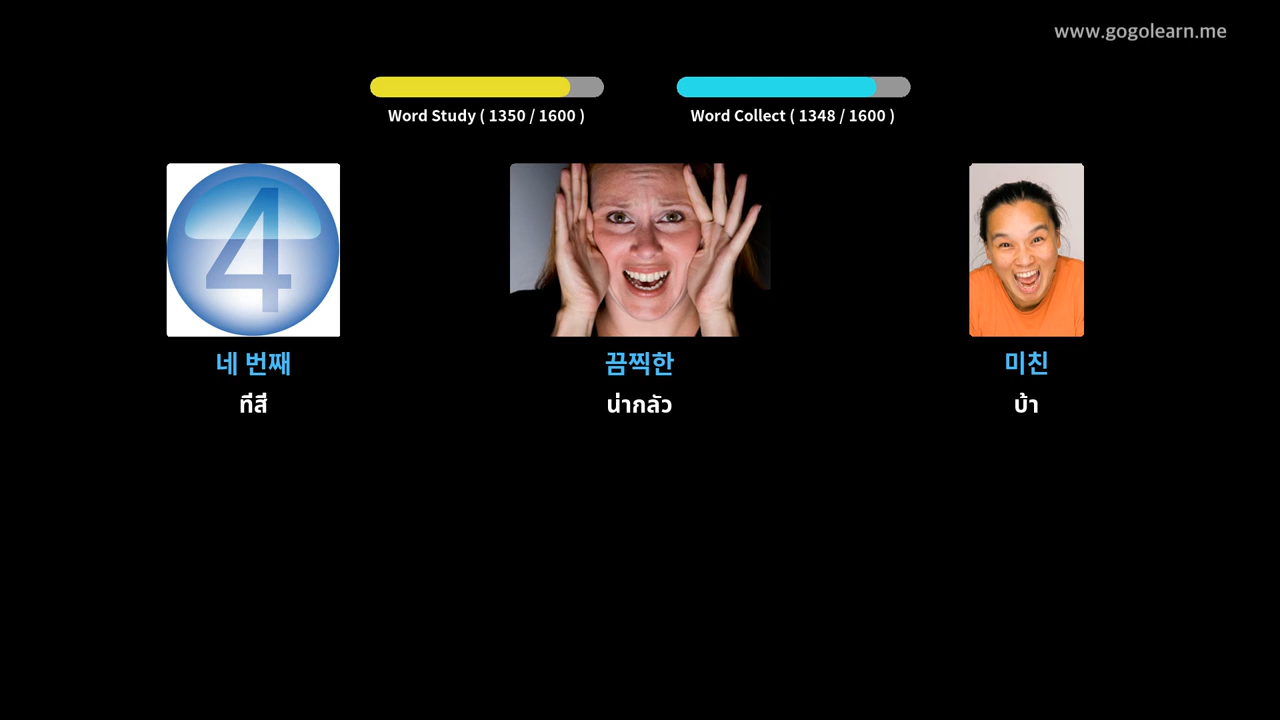 www.gogolearn.me
Word Study ( 1350 / 1600 )
Word Collect ( 1348 / 1600 )
4
네 번째
끔찍한
미친
ที่สี่
น่ากลัว
บ้า